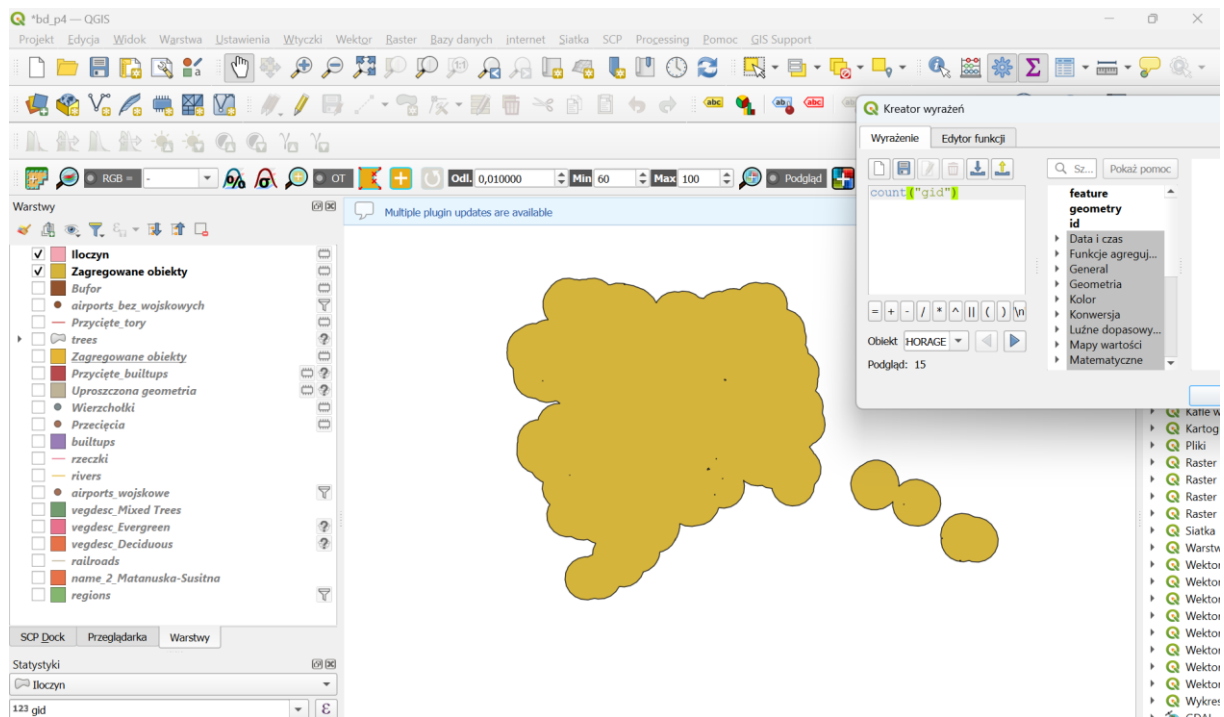 *bd_p4 — QGIS
Projekt Edycja Widok Warstwa Ustawienia Wtyczki Wektor Raster Bazy danych internet Siatka SCP Processing Pomoc GIS Support
abc abc abc
RGB = - OT Odl. 0,010000 Min 60 Max 100 Podgląd
Warstwy
Multiple plugin updates are available
Iloczyn
Zagregowane obiekty
Bufor
airports_bez_wojskowych
Przycięte_tory
trees
Zagregowane obiekty
Przycięte_builtups
Uproszczona geometria
Wierzchołki
Przecięcia
builtups
rzeczki
rivers
airports_wojskowe
vegdesc_Mixed Trees
vegdesc_Evergreen
vegdesc_Deciduous
railroads
name_2_Matanuska-Susitna
regions
SCP Dock Przeglądarka Warstwy
Statystyki
Iloczyn
123 gid ε
Kreator wyrażeń
Wyrażenie Edytor funkcji
Sz... Pokaż pomoc
count("gid")
= + - / * ^ || ( ) \n
Obiekt HORAGE
Podgląd: 15
feature
geometry
id
Data i czas
Funkcje agreguj...
General
Geometria
Kolor
Konwersja
Luźne dopasowy...
Mapy wartości
Matematyczne
Kafle w
Kartog
Pliki
Raster
Raster
Raster
Raster
Siatka
Warstw
Wektor
Wektor
Wektor
Wektor
Wektor
Wektor
Wektor
Wektor
Wykres
GDAL